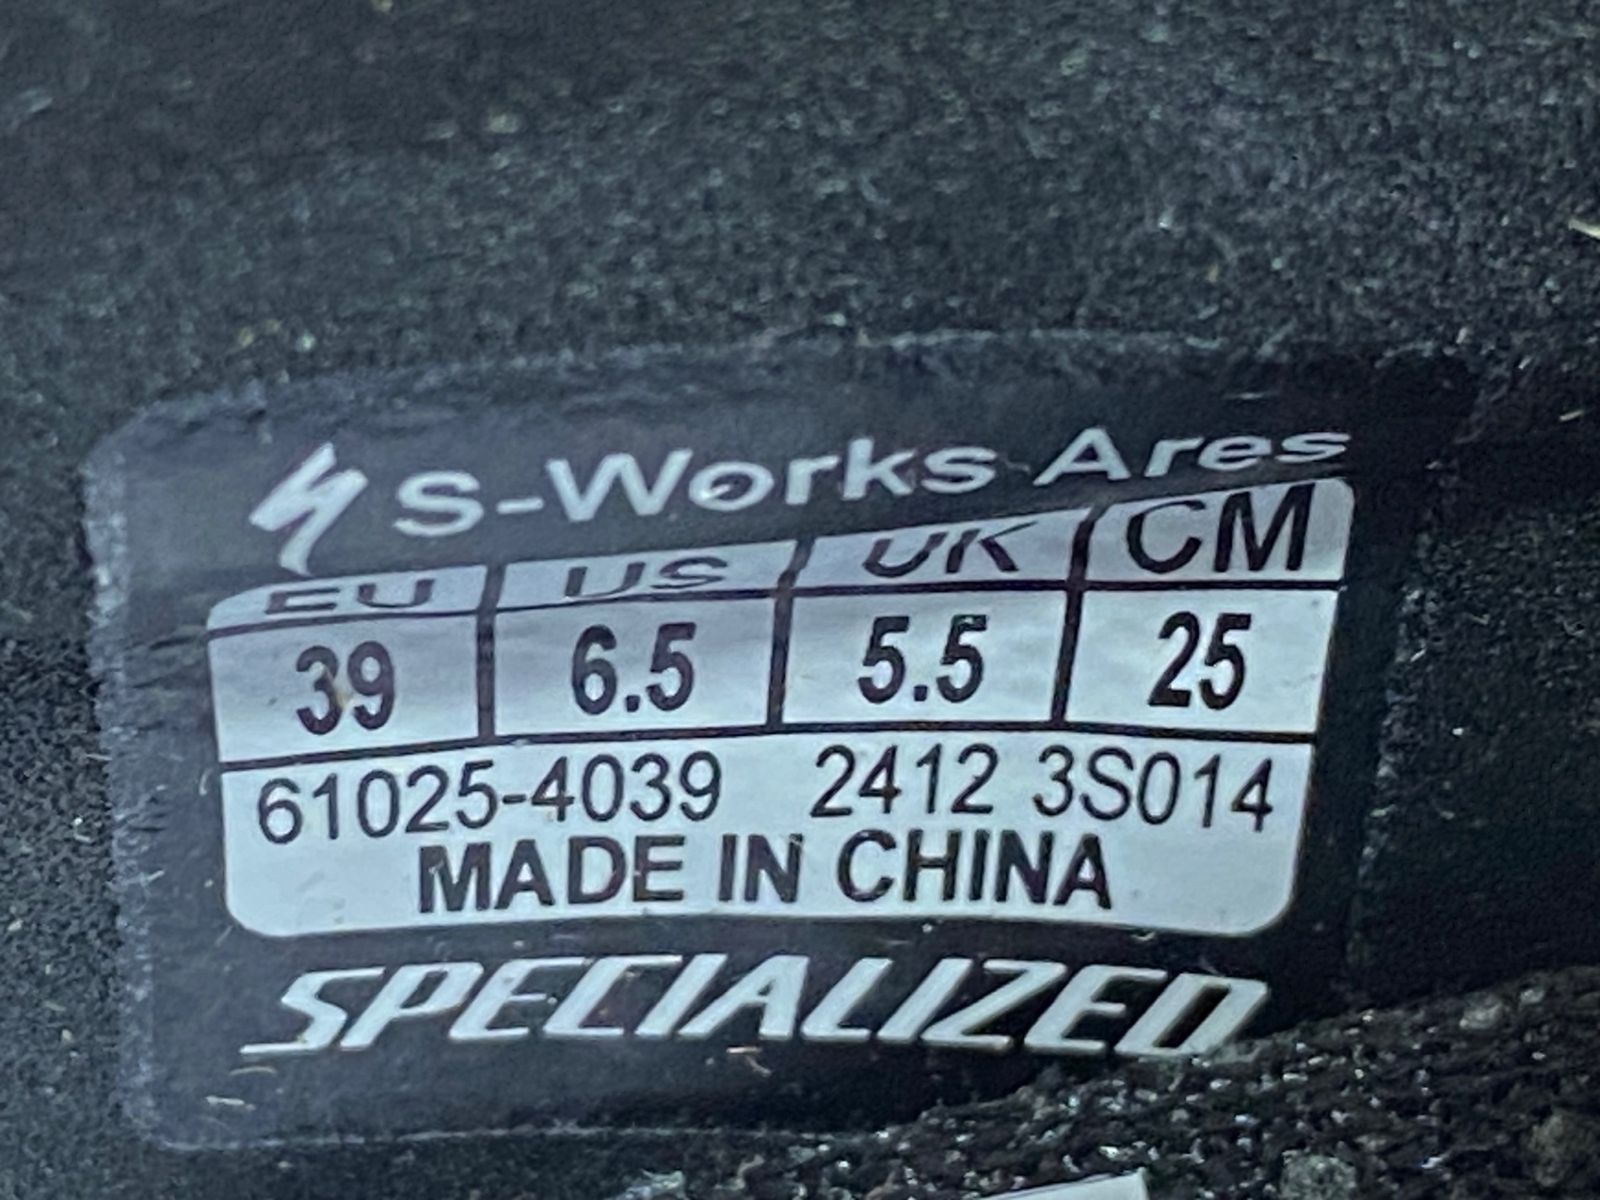 S-Works Ares
EU US UK CM
39 6.5 5.5 25
61025-4039 2412 3S014
MADE IN CHINA
SPECIALIZED